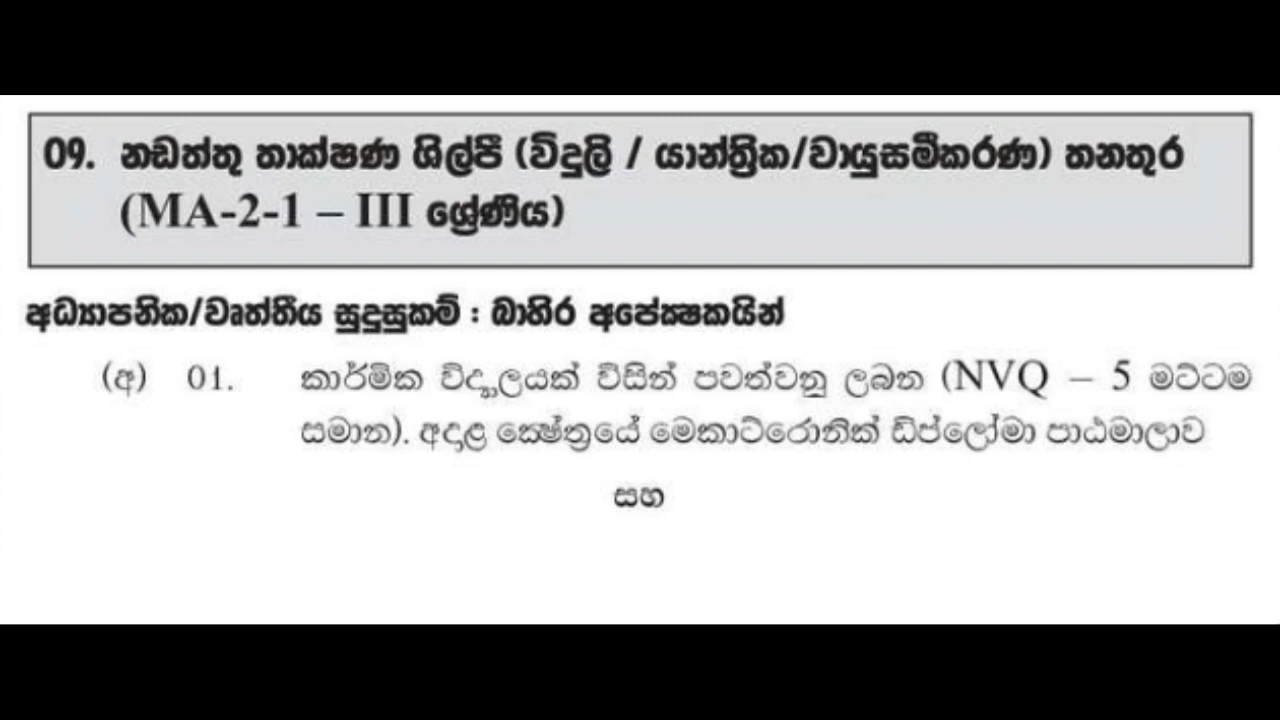 09. නඩත්තු තාක්ෂණ ශිල්පී (විදුලි / යාන්ත්‍රික/වායුසමීකරණ) තනතුර
(MA-2-1 – III ශ්‍රේණිය)
අධ්‍යාපනික/වෘත්තීය සුදුසුකම් : බාහිර අපේක්ෂකයින්
(අ) 01. කාර්මික විද්‍යාලයක් විසින් පවත්වනු ලබන (NVQ – 5 මට්ටම
සමාන). අදාළ ක්ෂේත්‍රයේ මෙකාට්රොනික් ඩිප්ලෝමා පාඨමාලාව
සහ